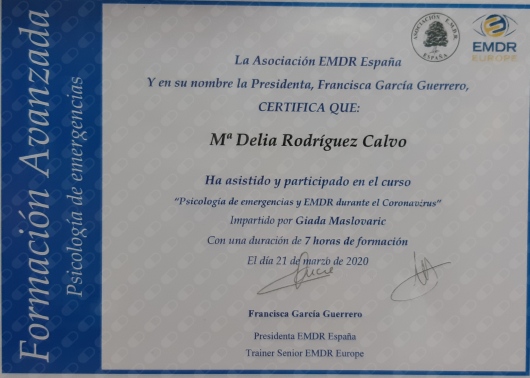 Formación Avanzada
Psicología de emergencias
ASOCIACIÓN E.M.D.R. ESPAÑA
EMDR
EUROPE
La Asociación EMDR España
Y en su nombre la Presidenta, Francisca García Guerrero,
CERTIFICA QUE:
Mª Delia Rodríguez Calvo
Ha asistido y participado en el curso
“Psicología de emergencias y EMDR durante el Coronavirus”
Impartido por Giada Maslovaric
Con una duración de 7 horas de formación
El día 21 de marzo de 2020
Francisca García Guerrero
Presidenta EMDR España
Trainer Senior EMDR Europe